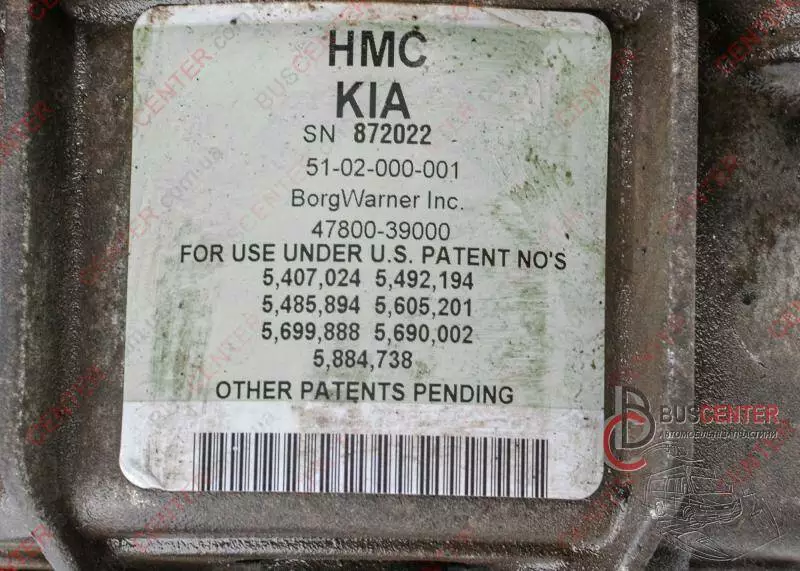 HMC
KIA
SN 872022
51-02-000-001
BorgWarner Inc.
47800-39000
FOR USE UNDER U.S. PATENT NO'S
5,407,024 5,492,194
5,485,894 5,605,201
5,699,888 5,690,002
5,884,738
OTHER PATENTS PENDING
BUSCENTER
АВТОМОБІЛЬНІ ЗАПЧАСТИНИ